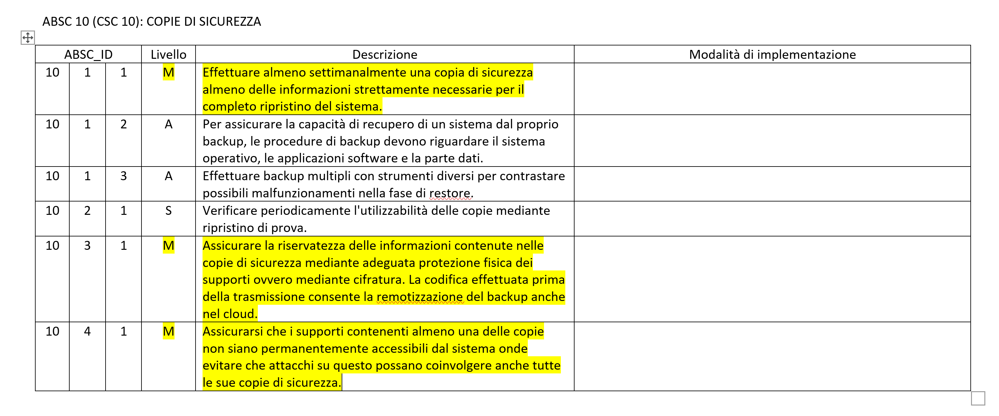 ABSC 10 (CSC 10): COPIE DI SICUREZZA
ABSC_ID Livello Descrizione Modalità di implementazione
10 1 1 M Effettuare almeno settimanalmente una copia di sicurezza
almeno delle informazioni strettamente necessarie per il
completo ripristino del sistema.
10 1 2 A Per assicurare la capacità di recupero di un sistema dal proprio
backup, le procedure di backup devono riguardare il sistema
operativo, le applicazioni software e la parte dati.
10 1 3 A Effettuare backup multipli con strumenti diversi per contrastare
possibili malfunzionamenti nella fase di restore.
10 2 1 S Verificare periodicamente l'utilizzabilità delle copie mediante
ripristino di prova.
10 3 1 M Assicurare la riservatezza delle informazioni contenute nelle
copie di sicurezza mediante adeguata protezione fisica dei
supporti ovvero mediante cifratura. La codifica effettuata prima
della trasmissione consente la remotizzazione del backup anche
nel cloud.
10 4 1 M Assicurarsi che i supporti contenenti almeno una delle copie
non siano permanentemente accessibili dal sistema onde
evitare che attacchi su questo possano coinvolgere anche tutte
le sue copie di sicurezza.